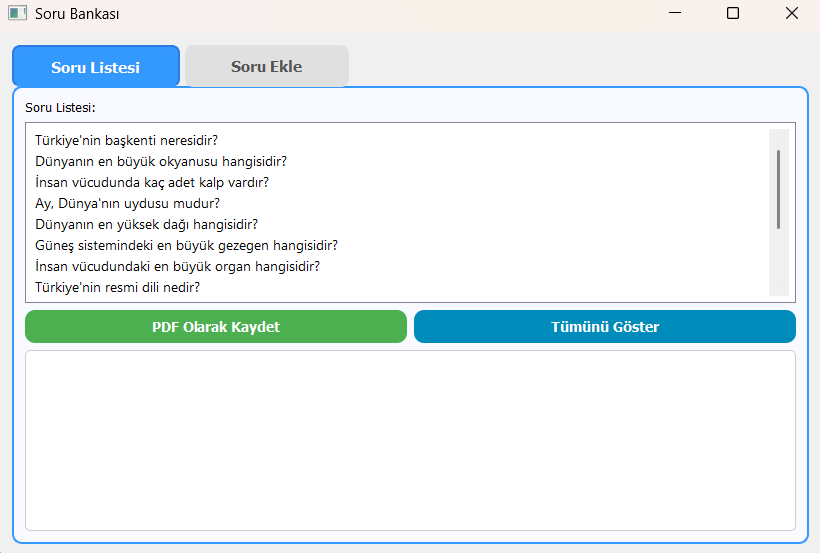 Soru Bankası
Soru Listesi
Soru Ekle
Soru Listesi:
Türkiye'nin başkenti neresidir?
Dünyanın en büyük okyanusu hangisidir?
İnsan vücudunda kaç adet kalp vardır?
Ay, Dünya'nın uydusu mudur?
Dünyanın en yüksek dağı hangisidir?
Güneş sistemindeki en büyük gezegen hangisidir?
İnsan vücudundaki en büyük organ hangisidir?
Türkiye'nin resmi dili nedir?
PDF Olarak Kaydet
Tümünü Göster